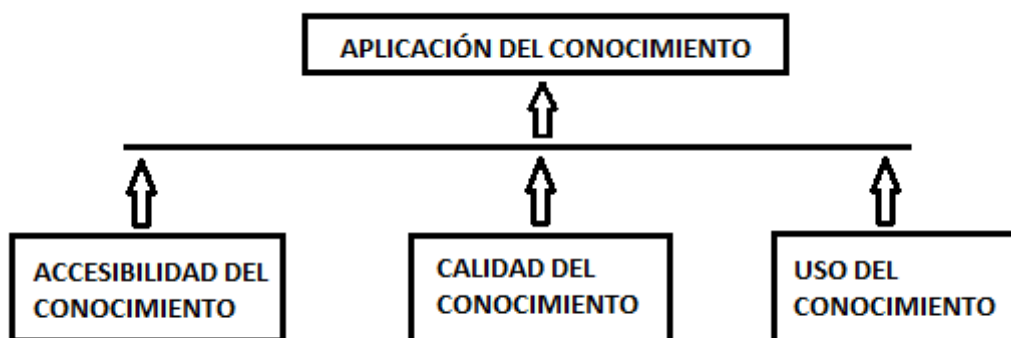 APLICACIÓN DEL CONOCIMIENTO
ACCESIBILIDAD DEL
CONOCIMIENTO
CALIDAD DEL
CONOCIMIENTO
USO DEL
CONOCIMIENTO